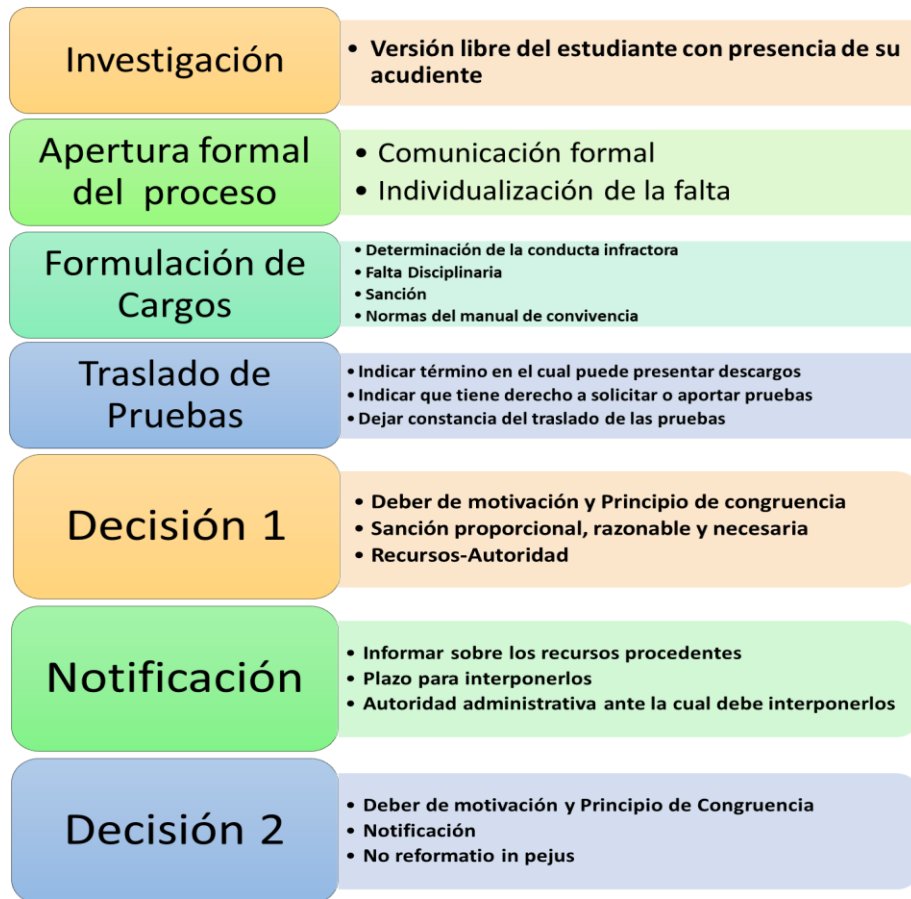 Investigación
• Versión libre del estudiante con presencia de su
acudiente
Apertura formal
del proceso
• Comunicación formal
• Individualización de la falta
Formulación de
Cargos
• Determinación de la conducta infractora
• Falta Disciplinaria
• Sanción
• Normas del manual de convivencia
Traslado de
Pruebas
• Indicar término en el cual puede presentar descargos
• Indicar que tiene derecho a solicitar o aportar pruebas
• Dejar constancia del traslado de las pruebas
Decisión 1
• Deber de motivación y Principio de congruencia
• Sanción proporcional, razonable y necesaria
• Recursos-Autoridad
Notificación
• Informar sobre los recursos procedentes
• Plazo para interponerlos
• Autoridad administrativa ante la cual debe interponerlos
Decisión 2
• Deber de motivación y Principio de Congruencia
• Notificación
• No reformatio in pejus